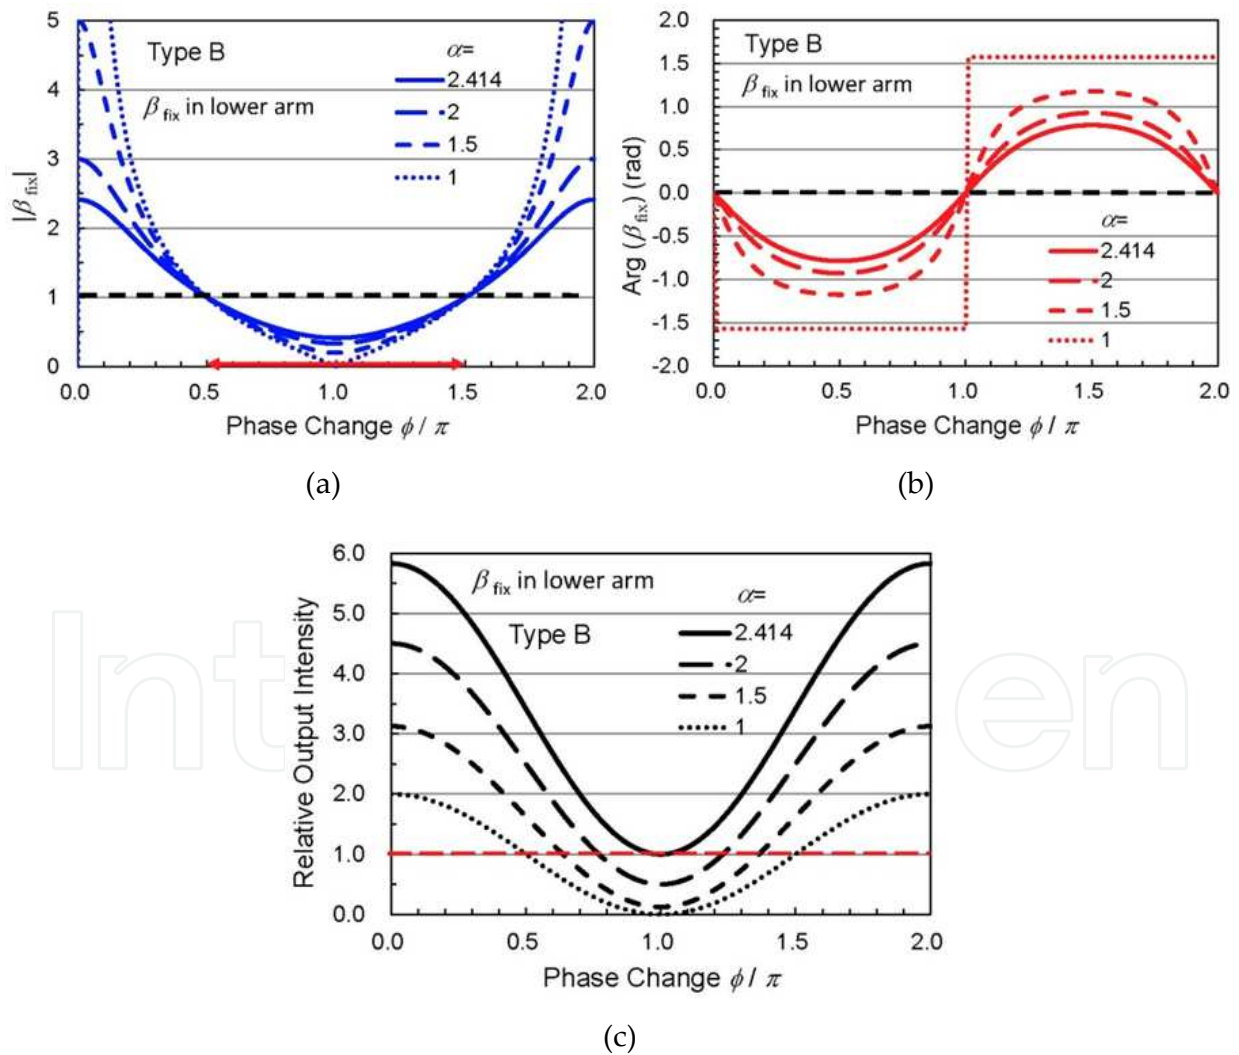 5
4
3
2
1
0
|β fix|
Type B
β fix in lower arm
α=
2.414
2
1.5
1
0.0 0.5 1.0 1.5 2.0
Phase Change ϕ / π
(a)
2.0
1.5
1.0
0.5
0.0
-0.5
-1.0
-1.5
-2.0
Arg (β fix) (rad)
Type B
β fix in lower arm
α=
2.414
2
1.5
1
0.0 0.5 1.0 1.5 2.0
Phase Change ϕ / π
(b)
6.0
5.0
4.0
3.0
2.0
1.0
0.0
Relative Output Intensity
β fix in lower arm
Type B
α=
2.414
2
1.5
1
0.0 0.5 1.0 1.5 2.0
Phase Change ϕ / π
(c)
Int
en